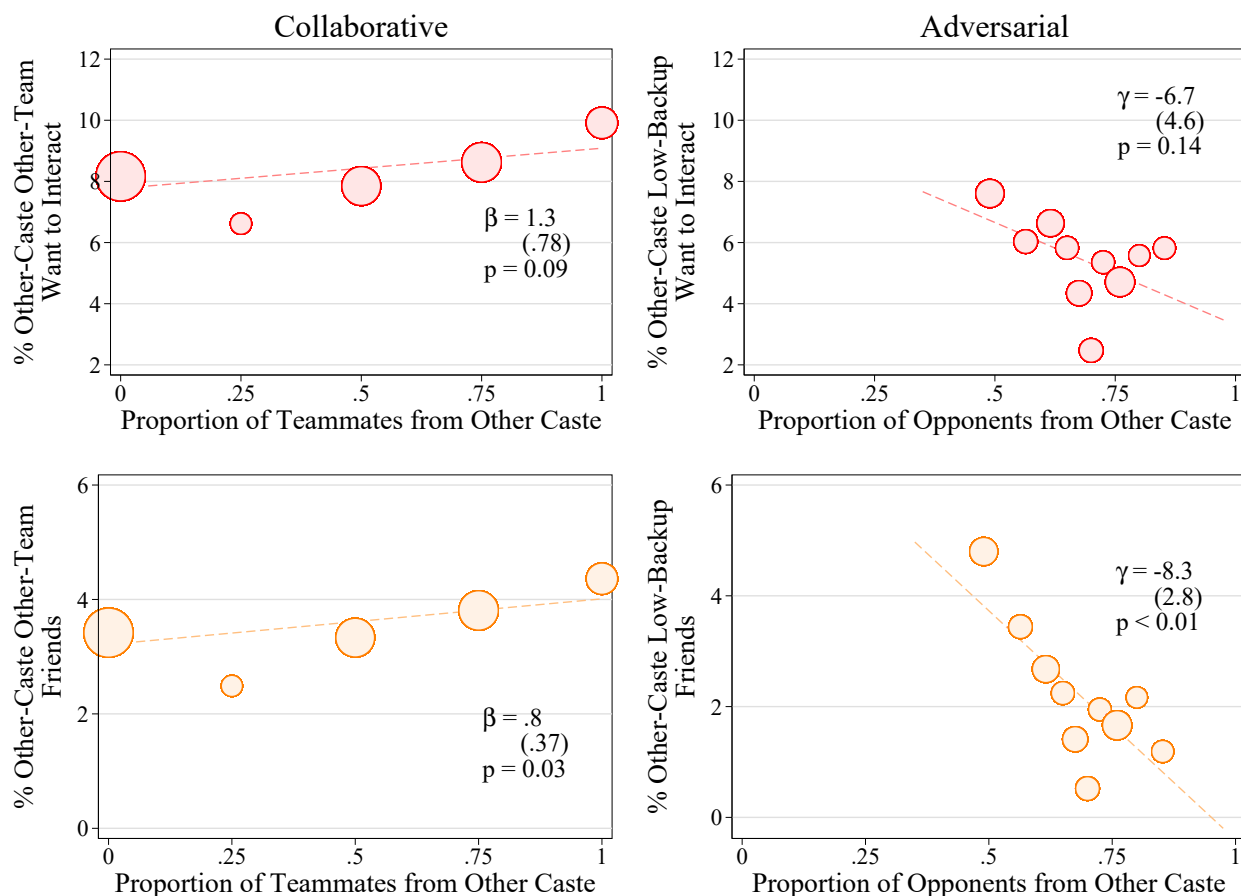 Collaborative
% Other-Caste Other-Team
Want to Interact
12
10
8
6
4
2
β = 1.3
(.78)
p = 0.09
0
.25
.5
.75
1
Proportion of Teammates from Other Caste
Adversarial
% Other-Caste Low-Backup
Want to Interact
12
10
8
6
4
2
γ = -6.7
(4.6)
p = 0.14
0
.25
.5
.75
1
Proportion of Opponents from Other Caste
% Other-Caste Other-Team
Friends
6
4
2
0
β = .8
(.37)
p = 0.03
0
.25
.5
.75
1
Proportion of Teammates from Other Caste
% Other-Caste Low-Backup
Friends
6
4
2
0
γ = -8.3
(2.8)
p < 0.01
0
.25
.5
.75
1
Proportion of Opponents from Other Caste